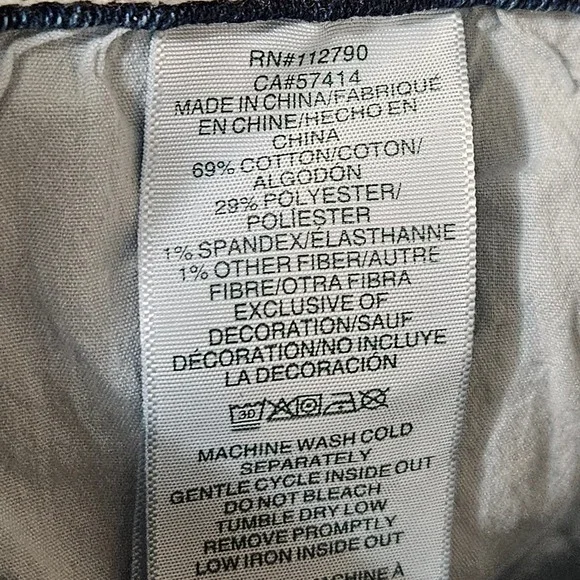 RN#112790
CA#57414
MADE IN CHINA/FABRIQUÉ
EN CHINE/HECHO EN
CHINA
69% COTTON/COTON/
ALGODON
29% POLYESTER/
POLIESTER
1% SPANDEX/ÉLASTHANNE
1% OTHER FIBER/AUTRE
FIBRE/OTRA FIBRA
EXCLUSIVE OF
DECORATION/SAUF
DÉCORATION/NO INCLUYE
LA DECORACIÓN
30
MACHINE WASH COLD
SEPARATELY
GENTLE CYCLE INSIDE OUT
DO NOT BLEACH
TUMBLE DRY LOW
REMOVE PROMPTLY
LOW IRON INSIDE OUT